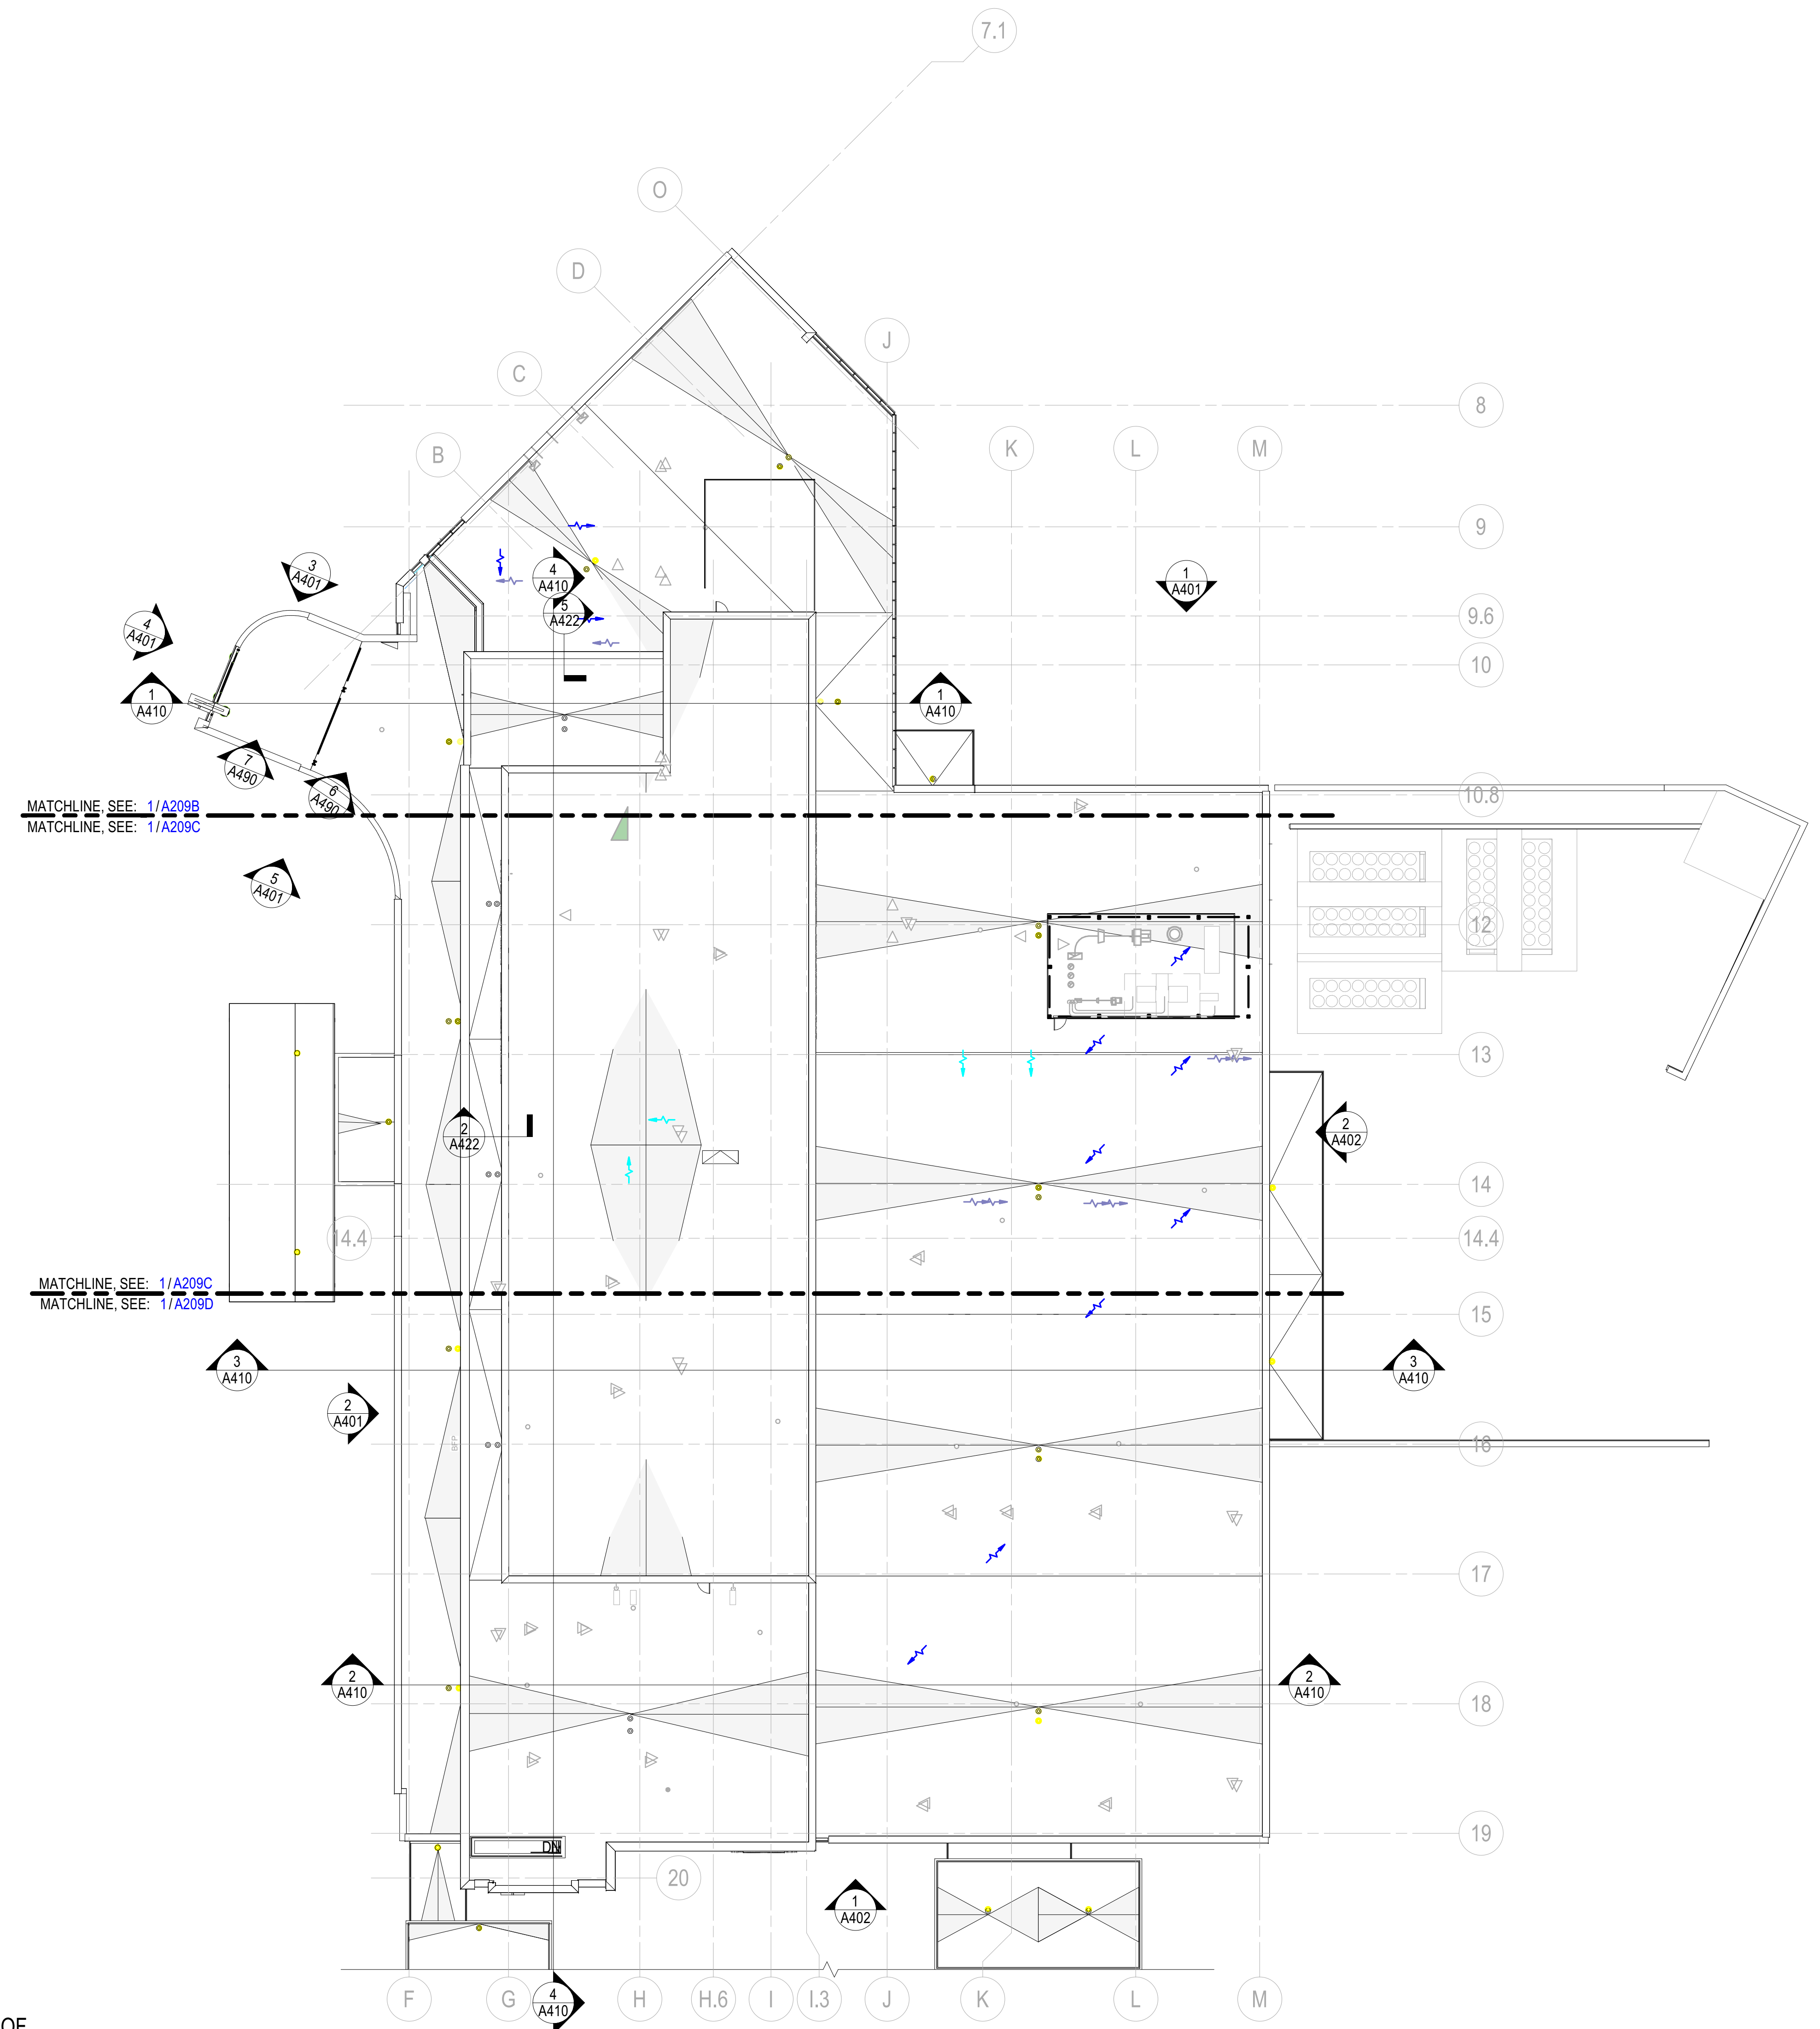 7.1
O
D
J
C
8
B
K
L
M
9
3
A401
4
A410
1
A401
5
A422
9.6
4
A401
10
1
A410
1
A410
7
A490
6
A490
10.8
MATCHLINE, SEE: 1 / A209B
MATCHLINE, SEE: 1 / A209C
5
A401
12
13
2
A422
2
A402
14
14.4
14.4
MATCHLINE, SEE: 1 / A209C
MATCHLINE, SEE: 1 / A209D
15
3
A410
3
A410
2
A401
BFP
16
17
2
A410
2
A410
18
19
DN
20
1
A402
F
G
4
A410
H
H.6
I
I.3
J
K
L
M
OF